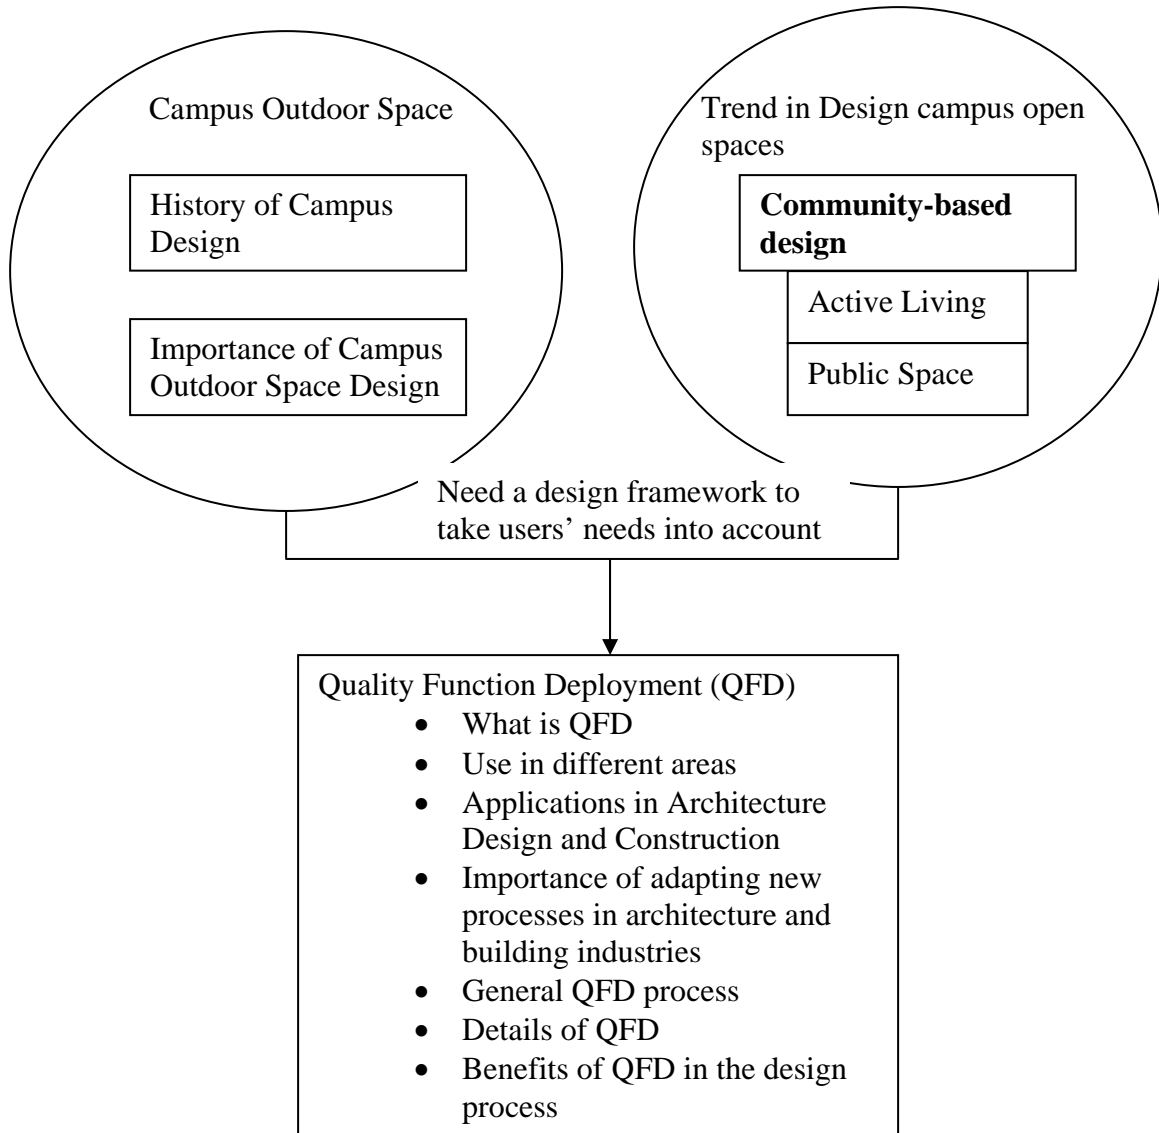 Campus Outdoor Space
History of Campus
Design
Importance of Campus
Outdoor Space Design
Trend in Design campus open
spaces
Community-based
design
Active Living
Public Space
Need a design framework to
take users’ needs into account
Quality Function Deployment (QFD)
• What is QFD
• Use in different areas
• Applications in Architecture
Design and Construction
• Importance of adapting new
processes in architecture and
building industries
• General QFD process
• Details of QFD
• Benefits of QFD in the design
process